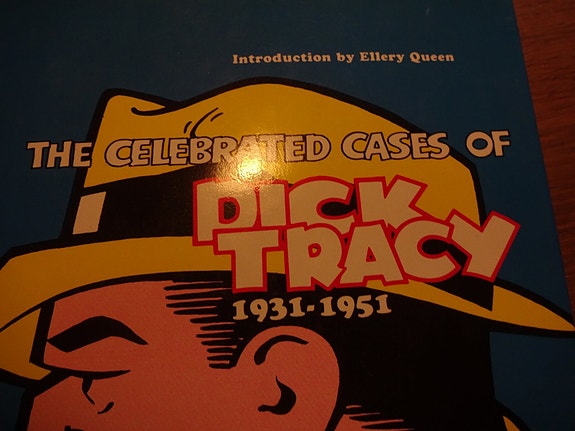 Introduction by Ellery Queen
THE CELEBRATED CASES OF
DICK
TRACY
1931-1951